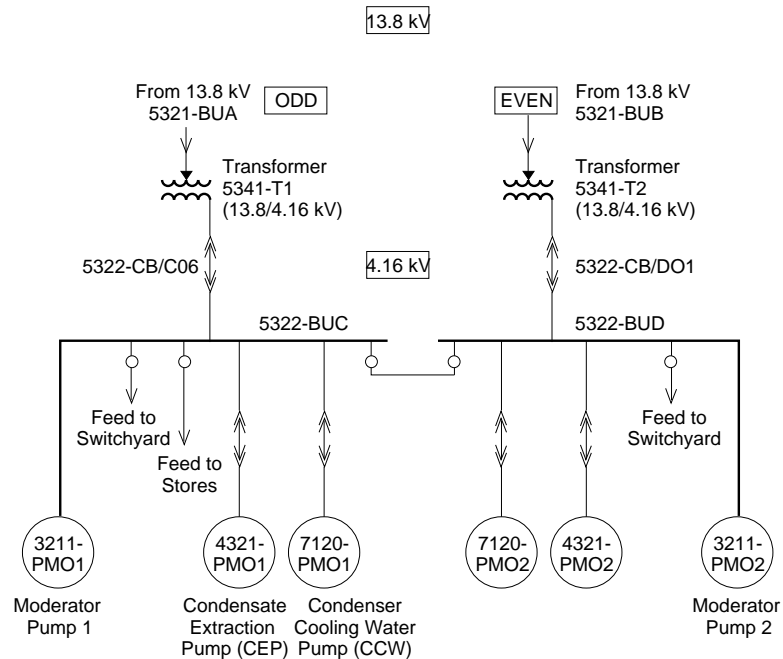 13.8 kV
From 13.8 kV
5321-BUA
ODD
EVEN
From 13.8 kV
5321-BUB
Transformer
5341-T1
(13.8/4.16 kV)
Transformer
5341-T2
(13.8/4.16 kV)
5322-CB/C06
4.16 kV
5322-CB/DO1
5322-BUC
5322-BUD
Feed to
Switchyard
Feed to
Stores
Feed to
Switchyard
3211-
PMO1
4321-
PMO1
7120-
PMO1
7120-
PMO2
4321-
PMO2
3211-
PMO2
Moderator
Pump 1
Condensate
Extraction
Pump (CEP)
Condenser
Cooling Water
Pump (CCW)
Moderator
Pump 2